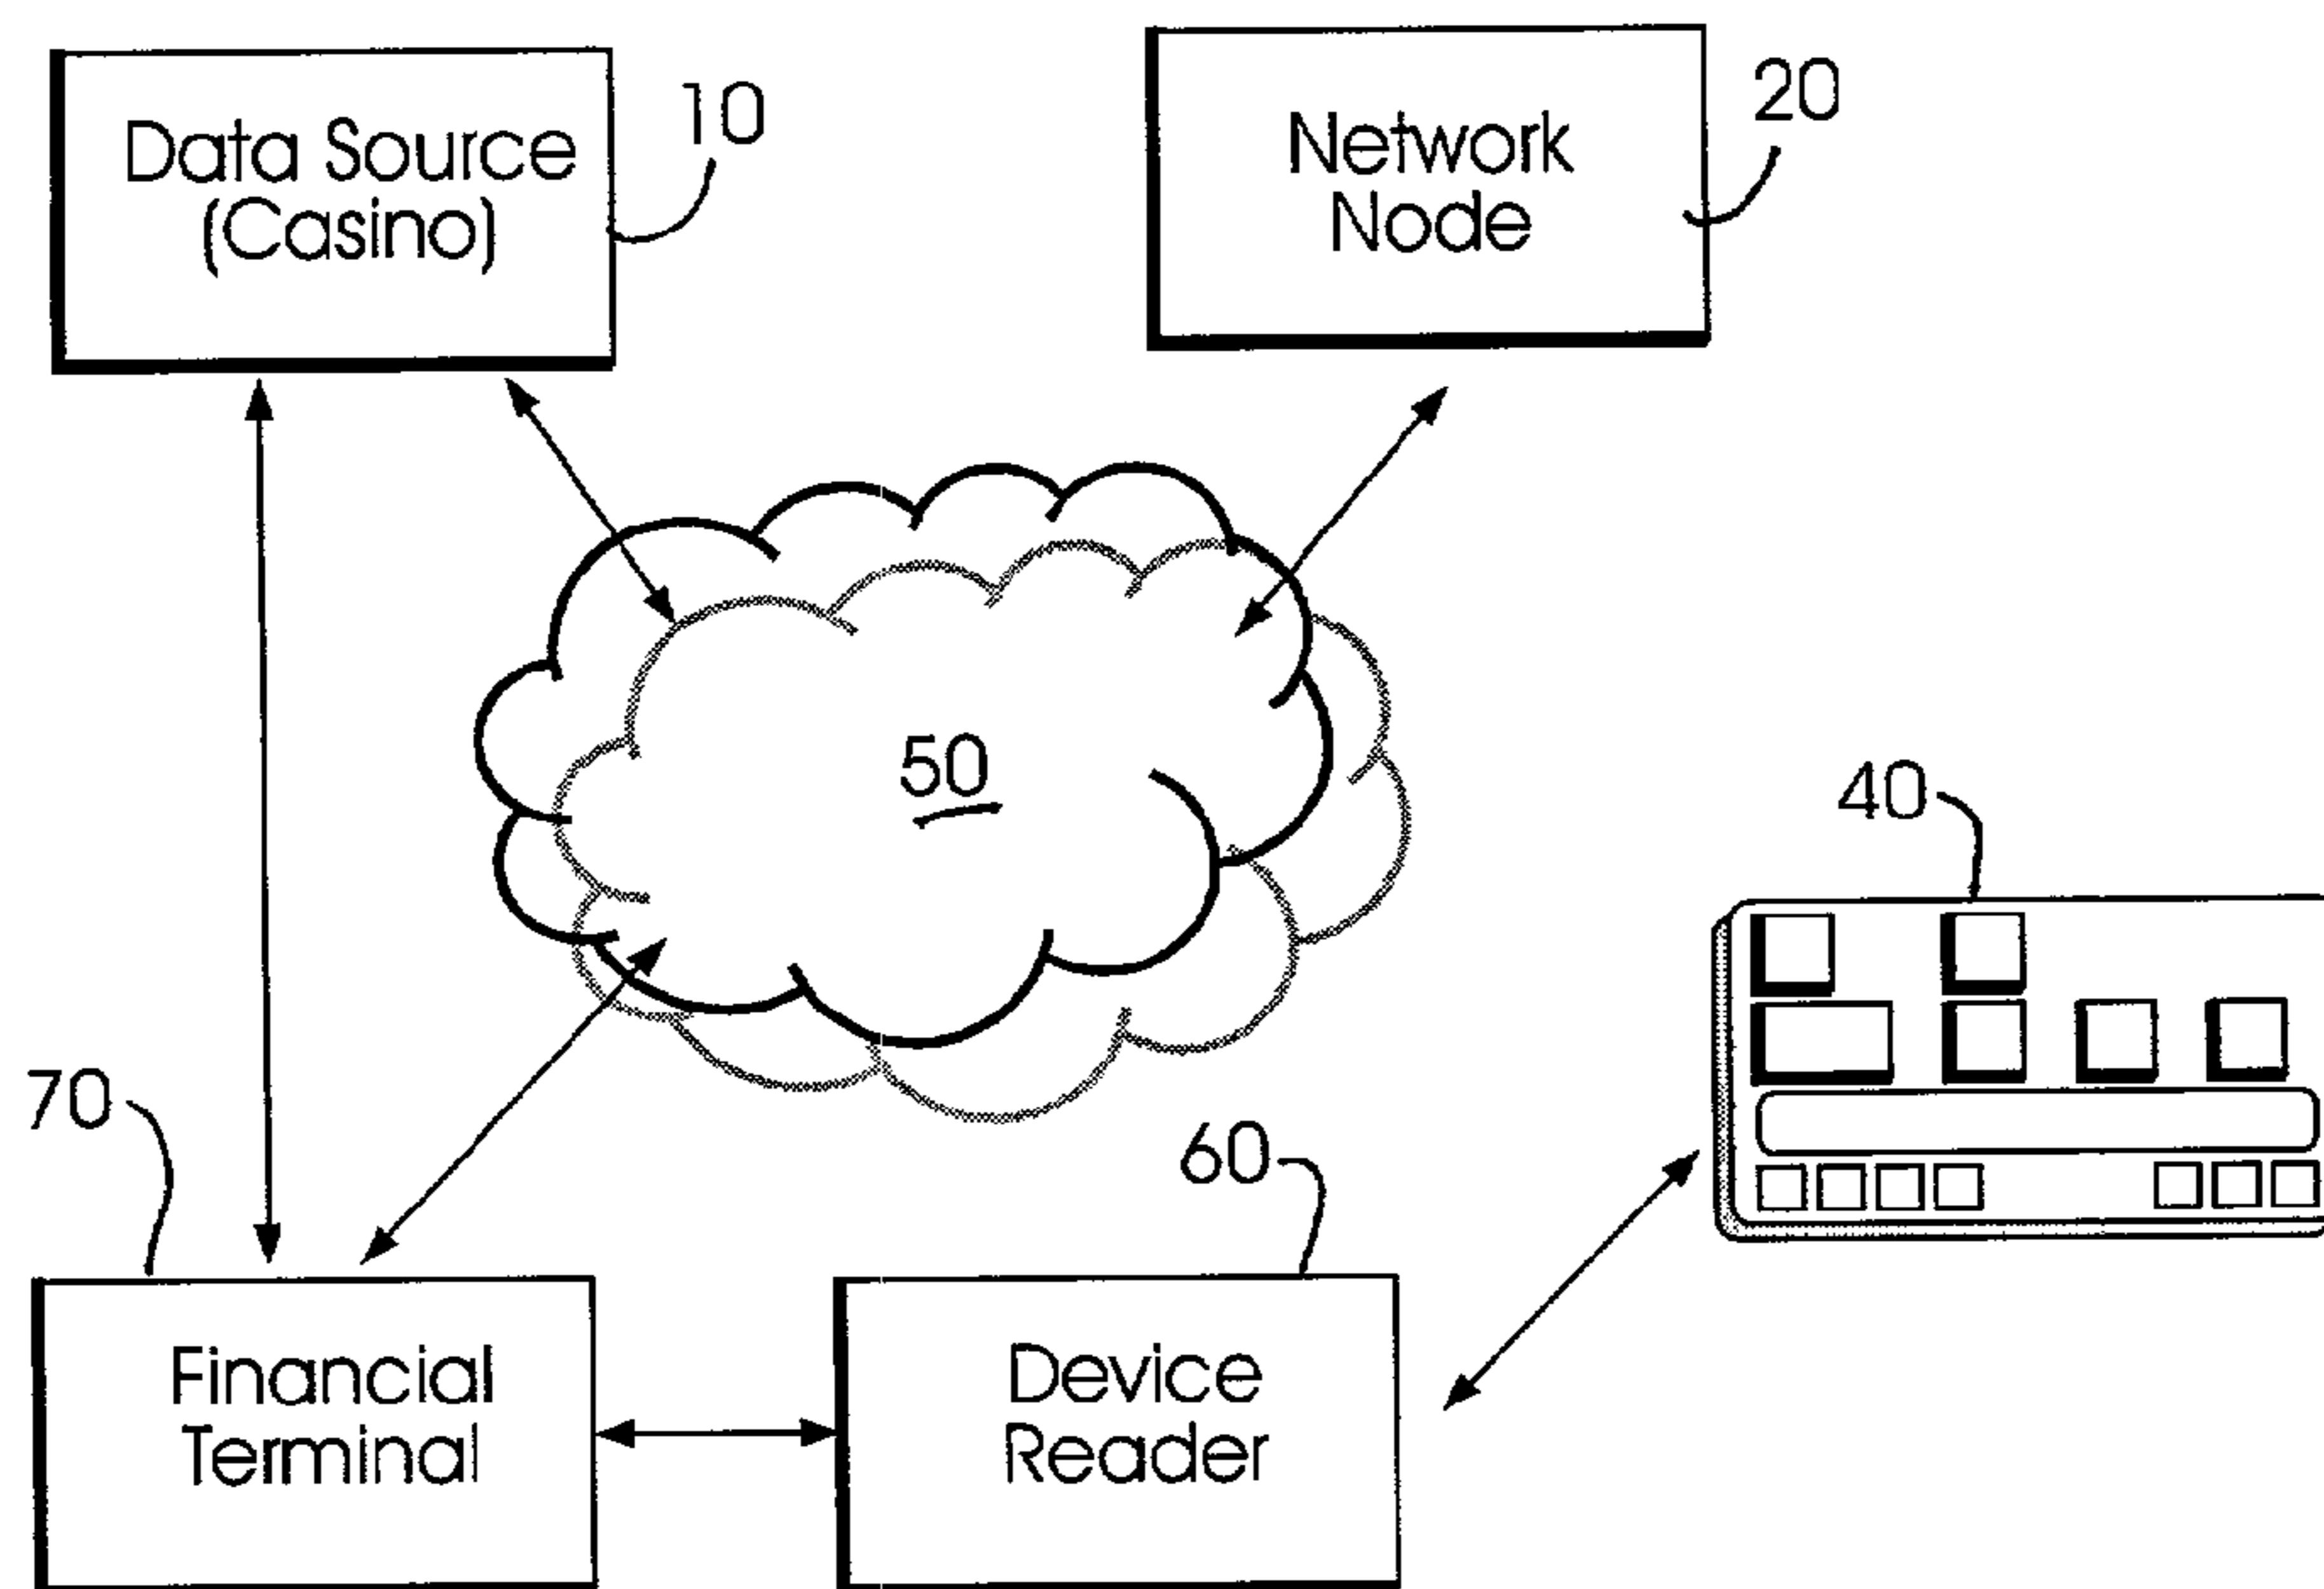 Data Source
(Casino)
10
Network
Node
20
50
40
70
60
Financial
Terminal
Device
Reader